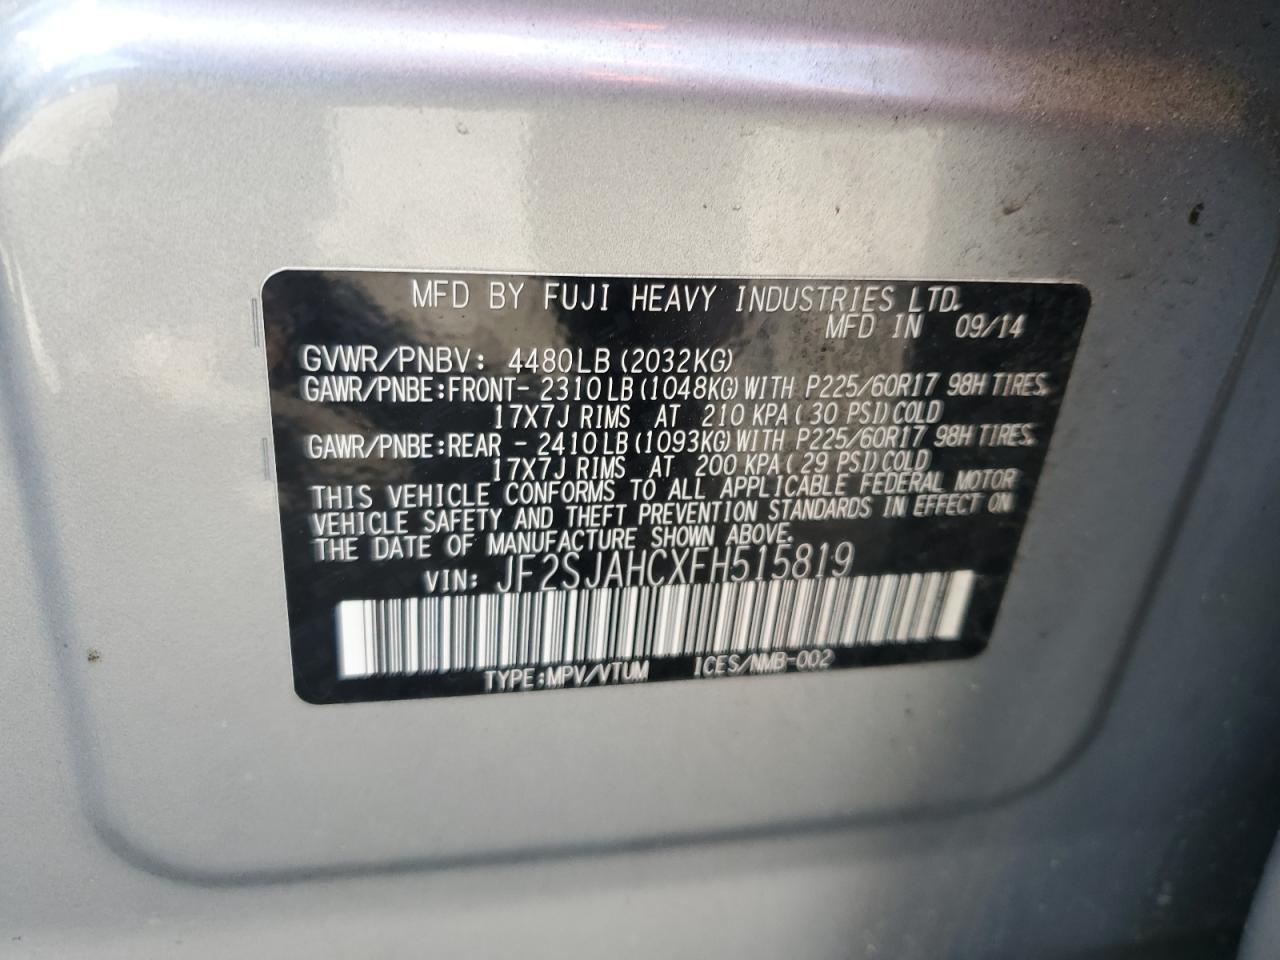 MFD BY FUJI HEAVY INDUSTRIES LTD.
MFD IN 09/14
GVWR/PNBV: 4480LB (2032KG)
GAWR/PNBE:FRONT- 2310LB (1048KG) WITH P225/60R17 98H TIRES.
17X7J RIMS AT 210 KPA (30 PSI) COLD
GAWR/PNBE:REAR - 2410LB (1093KG) WITH P225/60R17 98H TIRES.
17X7J RIMS AT 200 KPA (29 PSI) COLD
THIS VEHICLE CONFORMS TO ALL APPLICABLE FEDERAL MOTOR
VEHICLE SAFETY AND THEFT PREVENTION STANDARDS IN EFFECT ON
THE DATE OF MANUFACTURE SHOWN ABOVE.
VIN: JF2SJAHCXFH515819
TYPE:MPV/VTUM ICES/NMB-002